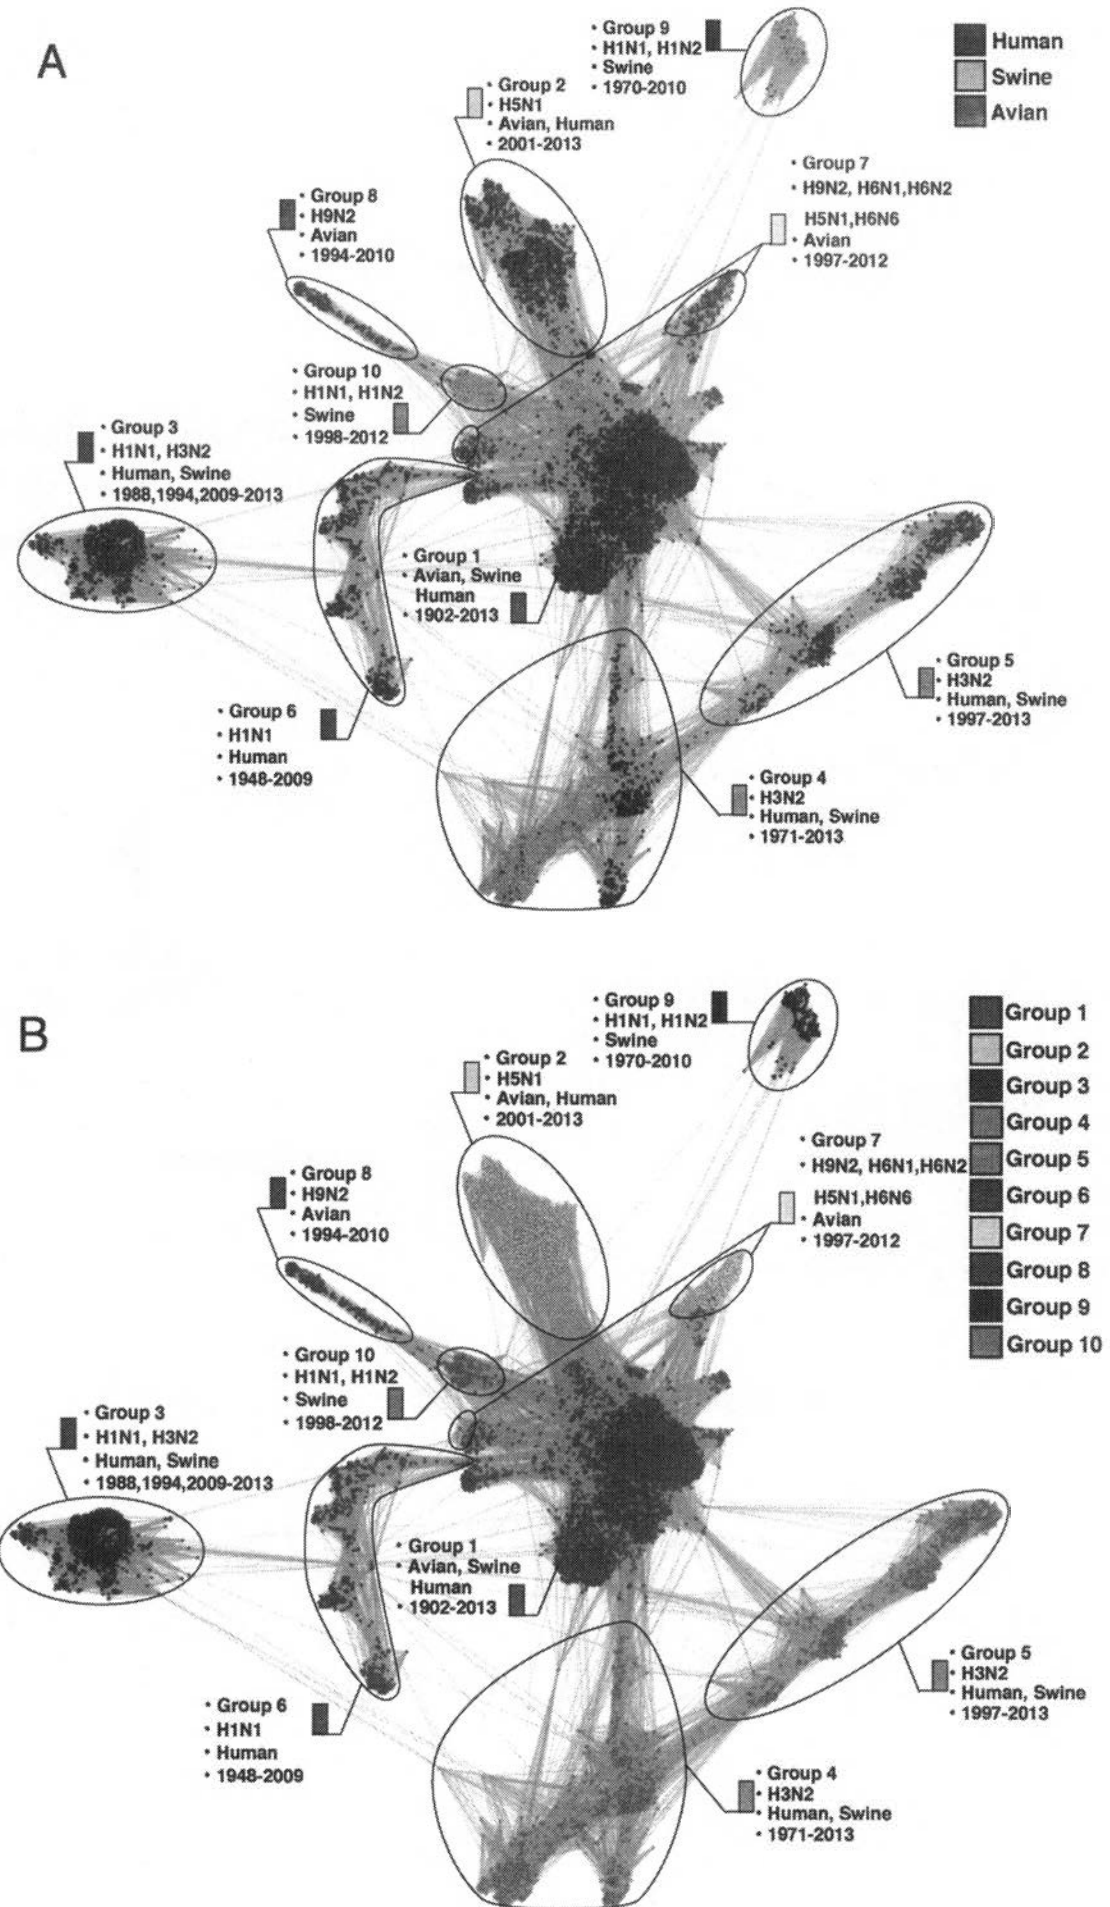 A
• Group 9
• H1N1, H1N2
• Swine
• 1970-2010
Human
Swine
Avian
• Group 2
• H5N1
• Avian, Human
• 2001-2013
• Group 7
• H9N2, H6N1,H6N2
H5N1,H6N6
• Avian
• 1997-2012
• Group 8
• H9N2
• Avian
• 1994-2010
• Group 10
• H1N1, H1N2
• Swine
• 1998-2012
• Group 3
• H1N1, H3N2
• Human, Swine
• 1988,1994,2009-2013
• Group 1
• Avian, Swine
Human
• 1902-2013
• Group 5
• H3N2
• Human, Swine
• 1997-2013
• Group 6
• H1N1
• Human
• 1948-2009
• Group 4
• H3N2
• Human, Swine
• 1971-2013
B
• Group 9
• H1N1, H1N2
• Swine
• 1970-2010
Group 1
Group 2
Group 3
Group 4
Group 5
Group 6
Group 7
Group 8
Group 9
Group 10
• Group 2
• H5N1
• Avian, Human
• 2001-2013
• Group 7
• H9N2, H6N1,H6N2
H5N1,H6N6
• Avian
• 1997-2012
• Group 8
• H9N2
• Avian
• 1994-2010
• Group 10
• H1N1, H1N2
• Swine
• 1998-2012
• Group 3
• H1N1, H3N2
• Human, Swine
• 1988,1994,2009-2013
• Group 1
• Avian, Swine
Human
• 1902-2013
• Group 5
• H3N2
• Human, Swine
• 1997-2013
• Group 6
• H1N1
• Human
• 1948-2009
• Group 4
• H3N2
• Human, Swine
• 1971-2013